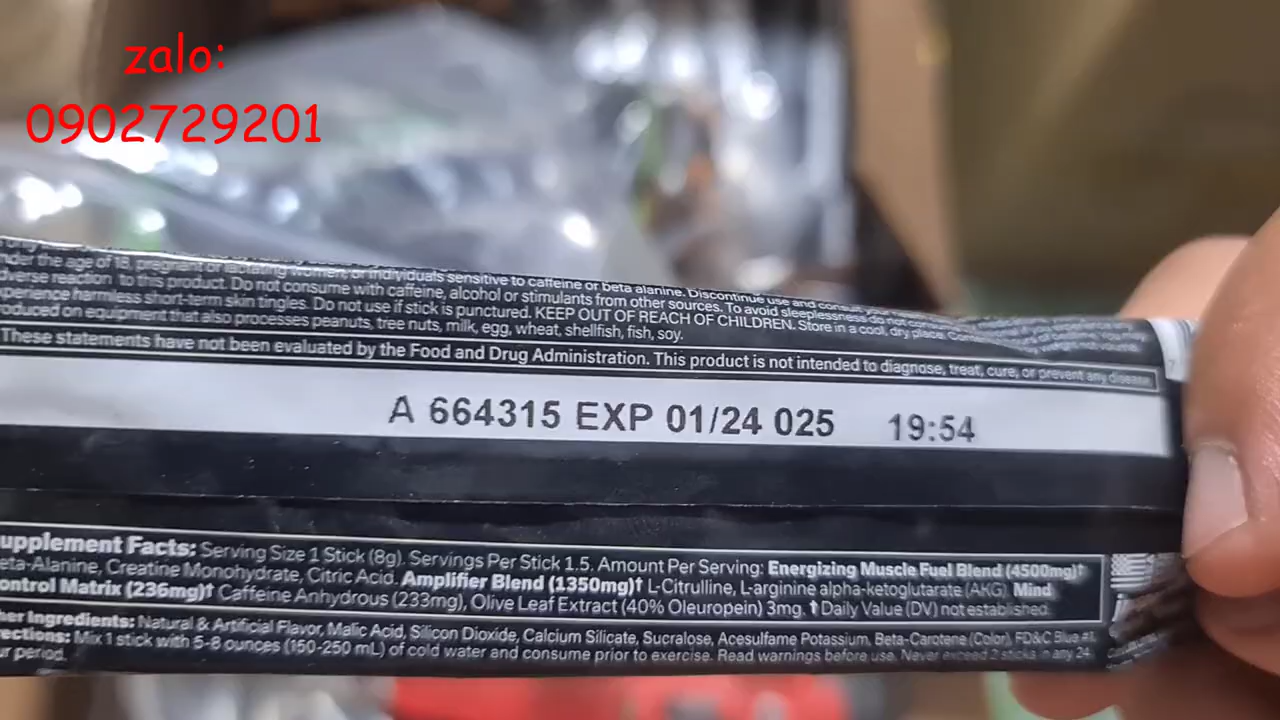 zalo:
0902729201
under the age of 18, pregnant or lactating women, or individuals sensitive to caffeine or beta alanine. Discontinue use and
reaction to this product. Do not consume with caffeine, alcohol or stimulants from other sources. To avoid sleeplessness do not
harmless short-term skin tingles. Do not use if stick is punctured. KEEP OUT OF REACH OF CHILDREN. Store in a cool, dry place.
on equipment that also processes peanuts, tree nuts, milk, egg, wheat, shellfish, fish, soy.
These statements have not been evaluated by the Food and Drug Administration. This product is not intended to diagnose, treat, cure, or prevent any disease.
A 664315 EXP 01/24 025 19:54
upplement Facts: Serving Size 1 Stick (8g). Servings Per Stick 1.5. Amount Per Serving: Energizing Muscle Fuel Blend (4500mg)†
eta-Alanine, Creatine Monohydrate, Citric Acid. Amplifier Blend (1350mg)† L-Citrulline, L-arginine alpha-ketoglutarate (AKG). Mind
ontrol Matrix (236mg)† Caffeine Anhydrous (233mg), Olive Leaf Extract (40% Oleuropein) 3mg. † Daily Value (DV) not established.
her Ingredients: Natural & Artificial Flavor, Malic Acid, Silicon Dioxide, Calcium Silicate, Sucralose, Acesulfame Potassium, Beta-Carotene (Color), FD&C Blue #1.
rections: Mix 1 stick with 5-8 ounces (150-250 mL) of cold water and consume prior to exercise. Read warnings before use. Never exceed 2 sticks in any 24
ur period.